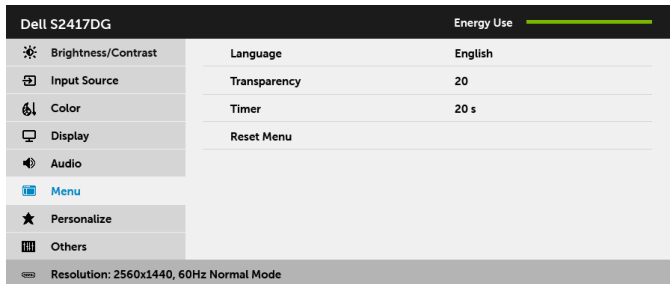 Dell S2417DG Energy Use
Brightness/Contrast Language English
Input Source Transparency 20
Color Timer 20 s
Display Reset Menu
Audio
Menu
Personalize
Others
Resolution: 2560x1440, 60Hz Normal Mode